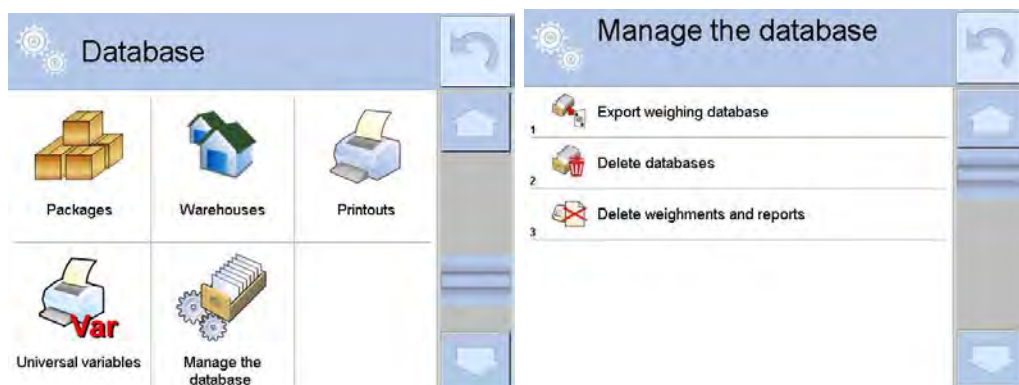 Database
Packages
Warehouses
Printouts
Var
Universal variables
Manage the
database
Manage the database
1
Export weighing database
2
Delete databases
3
Delete weighments and reports